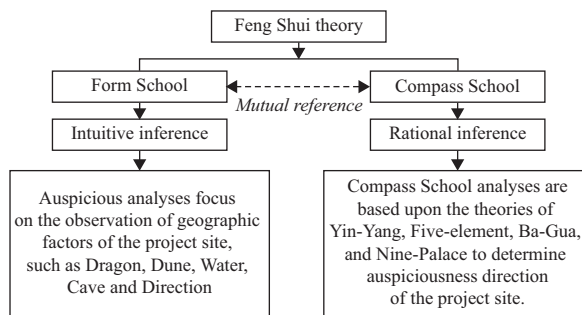 Feng Shui theory
Form School
Compass School
Mutual reference
Intuitive inference
Rational inference
Auspicious analyses focus
on the observation of geographic
factors of the project site,
such as Dragon, Dune, Water,
Cave and Direction
Compass School analyses are
based upon the theories of
Yin-Yang, Five-element, Ba-Gua,
and Nine-Palace to determine
auspiciousness direction
of the project site.